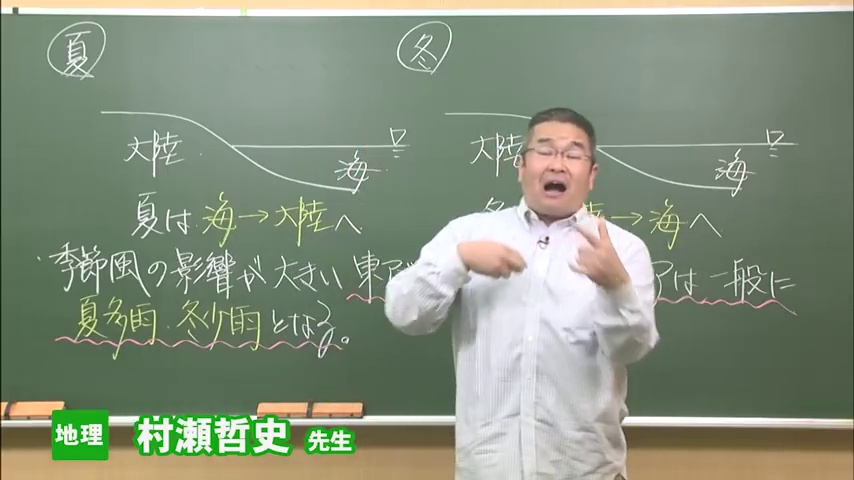 夏
冬
大陸
海
大陸
海
夏は海→大陸へ
→海へ
季節風の影響が大きい東ア
アは一般に
夏多雨・冬少雨となる。
地理
村瀬哲史 先生